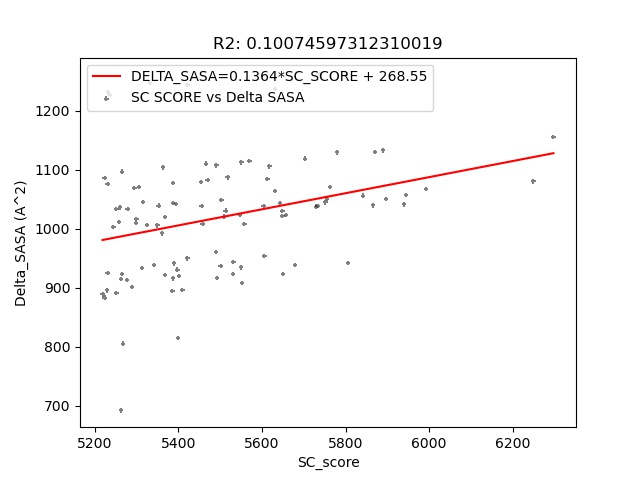 R2: 0.10074597312310019
DELTA_SASA=0.1364*SC_SCORE + 268.55
SC SCORE vs Delta SASA
Delta_SASA (A^2)
1200
1100
1000
900
800
700
5200 5400 5600 5800 6000 6200
SC_score